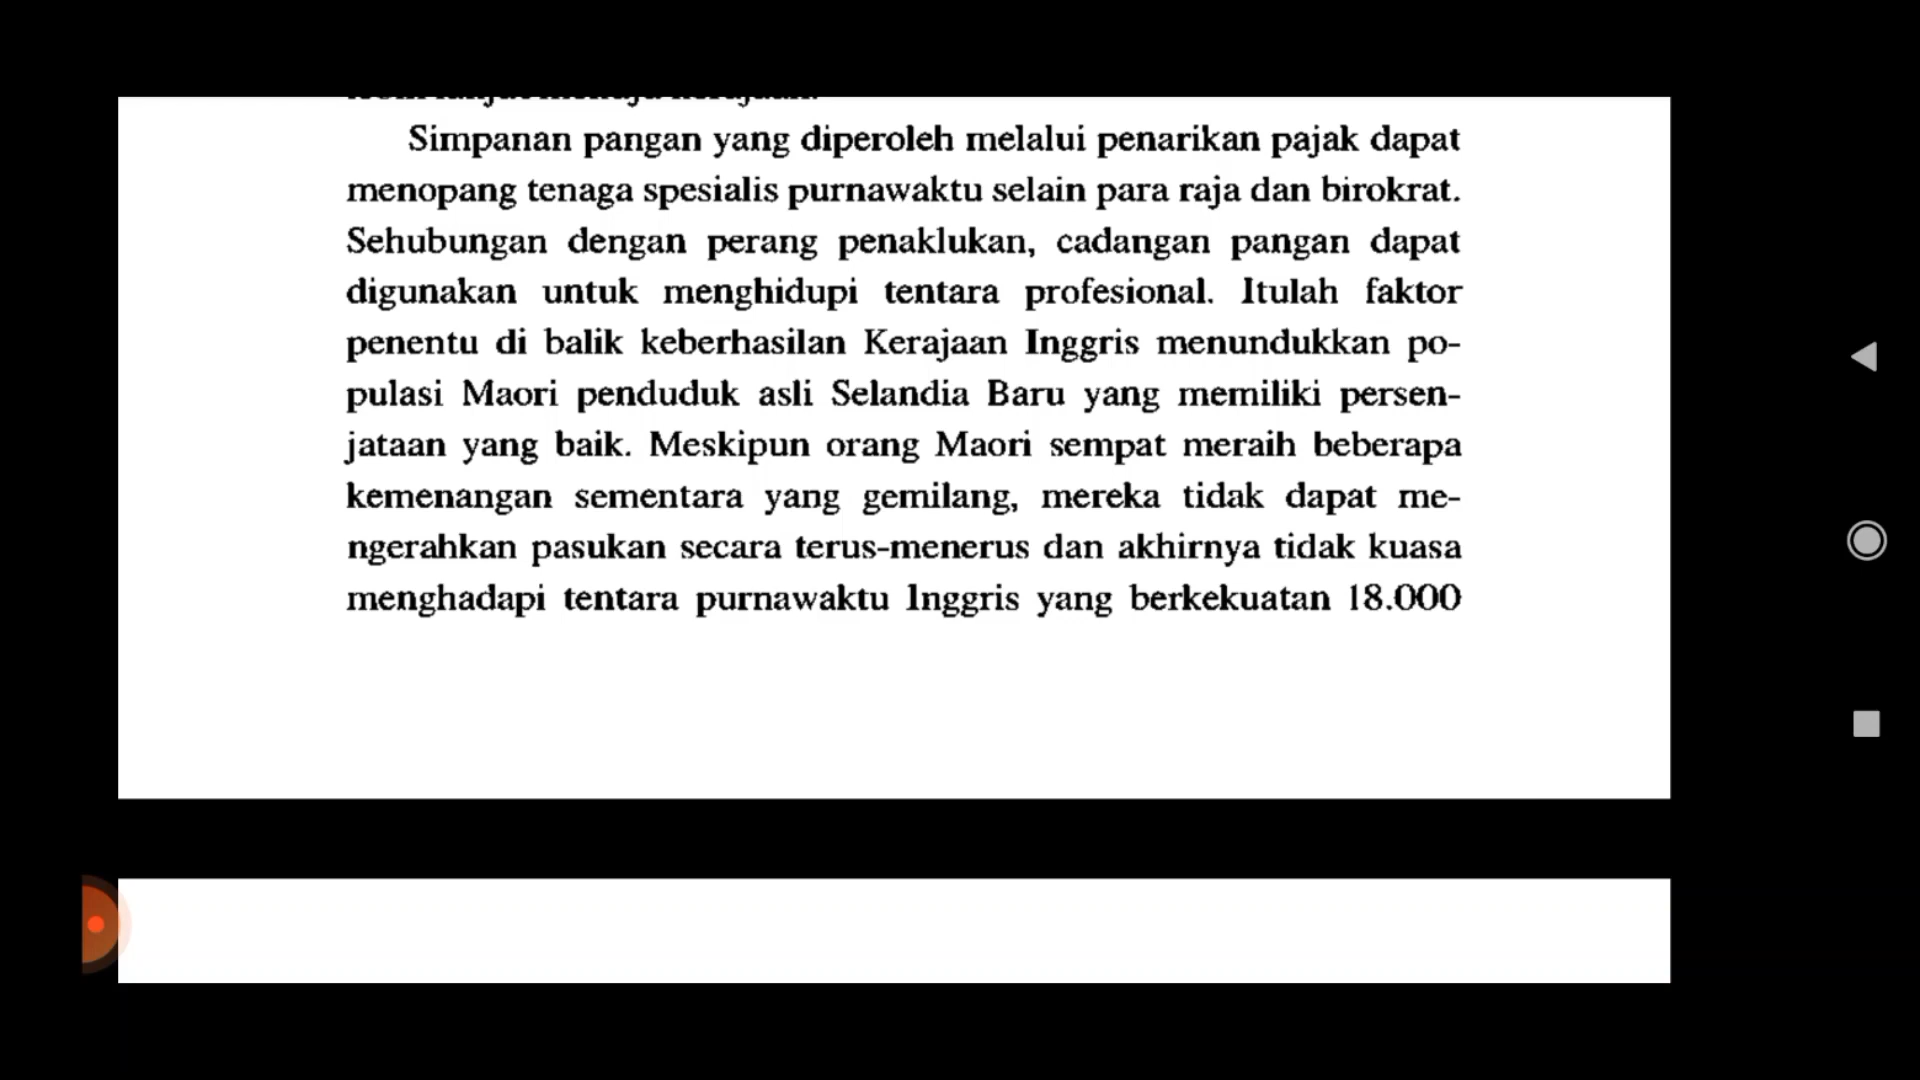 Simpanan pangan yang diperoleh melalui penarikan pajak dapat
menopang tenaga spesialis purnawaktu selain para raja dan birokrat.
Sehubungan dengan perang penaklukan, cadangan pangan dapat
digunakan untuk menghidupi tentara profesional. Itulah faktor
penentu di balik keberhasilan Kerajaan Inggris menundukkan po-
pulasi Maori penduduk asli Selandia Baru yang memiliki persen-
jataan yang baik. Meskipun orang Maori sempat meraih beberapa
kemenangan sementara yang gemilang, mereka tidak dapat me-
ngerahkan pasukan secara terus-menerus dan akhirnya tidak kuasa
menghadapi tentara purnawaktu Inggris yang berkekuatan 18.000